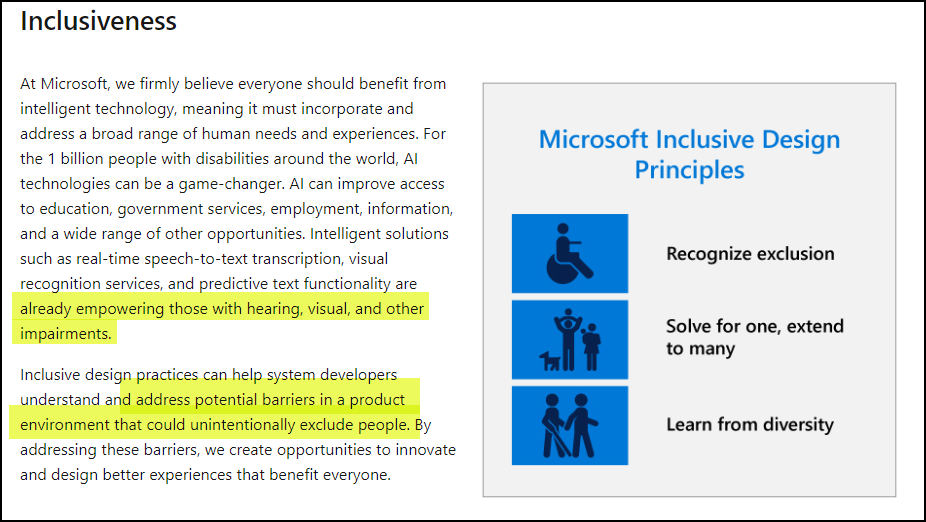 Inclusiveness
At Microsoft, we firmly believe everyone should benefit from
intelligent technology, meaning it must incorporate and
address a broad range of human needs and experiences. For
the 1 billion people with disabilities around the world, AI
technologies can be a game-changer. AI can improve access
to education, government services, employment, information,
and a wide range of other opportunities. Intelligent solutions
such as real-time speech-to-text transcription, visual
recognition services, and predictive text functionality are
already empowering those with hearing, visual, and other
impairments.
Inclusive design practices can help system developers
understand and address potential barriers in a product
environment that could unintentionally exclude people. By
addressing these barriers, we create opportunities to innovate
and design better experiences that benefit everyone.
Microsoft Inclusive Design
Principles
Recognize exclusion
Solve for one, extend
to many
Learn from diversity